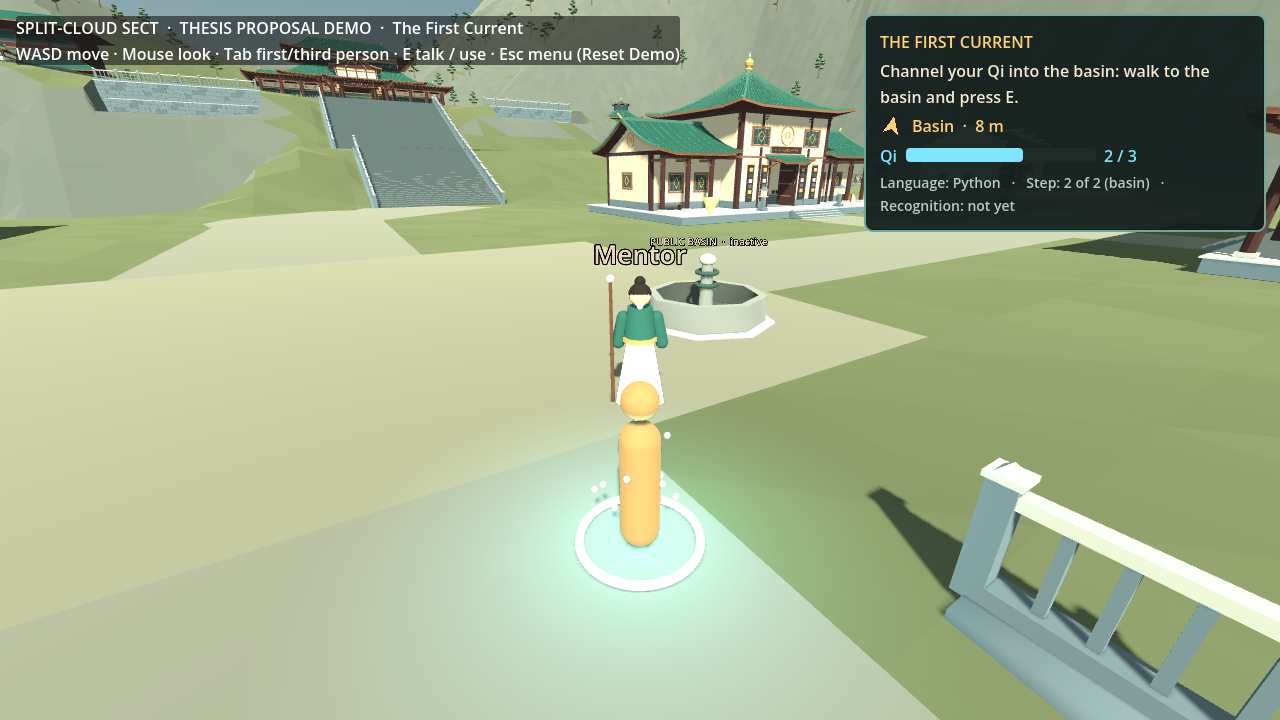 SPLIT-CLOUD SECT · THESIS PROPOSAL DEMO · The First Current
WASD move · Mouse look · Tab first/third person · E talk / use · Esc menu (Reset Demo)
THE FIRST CURRENT
Channel your Qi into the basin: walk to the
basin and press E.
Basin · 8 m
Qi 2 / 3
Language: Python · Step: 2 of 2 (basin) ·
Recognition: not yet
PUBLIC BASIN · inactive
Mentor